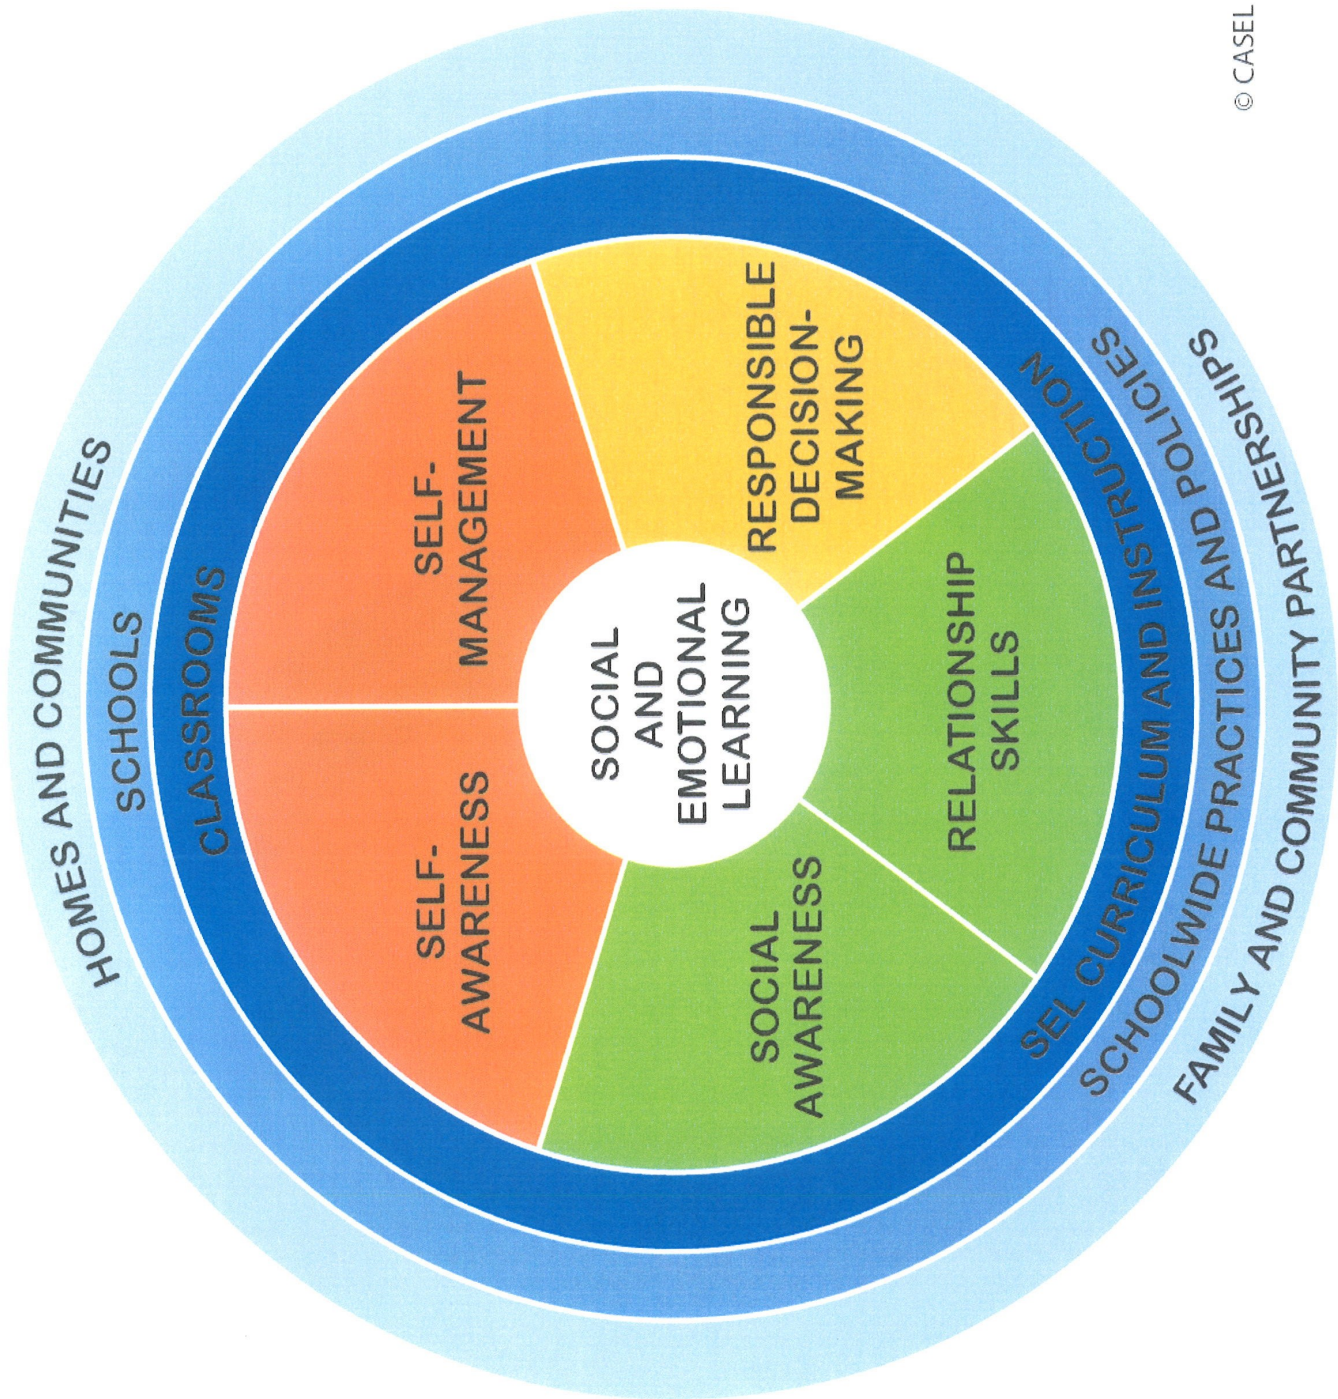 HOMES AND COMMUNITIES
SCHOOLS
CLASSROOMS
SELF-
AWARENESS
SELF-
MANAGEMENT
SOCIAL
AND
EMOTIONAL
LEARNING
SOCIAL
AWARENESS
RESPONSIBLE
DECISION-
MAKING
RELATIONSHIP
SKILLS
SEL CURRICULUM AND INSTRUCTION
SCHOOLWIDE PRACTICES AND POLICIES
FAMILY AND COMMUNITY PARTNERSHIPS
© CASEL